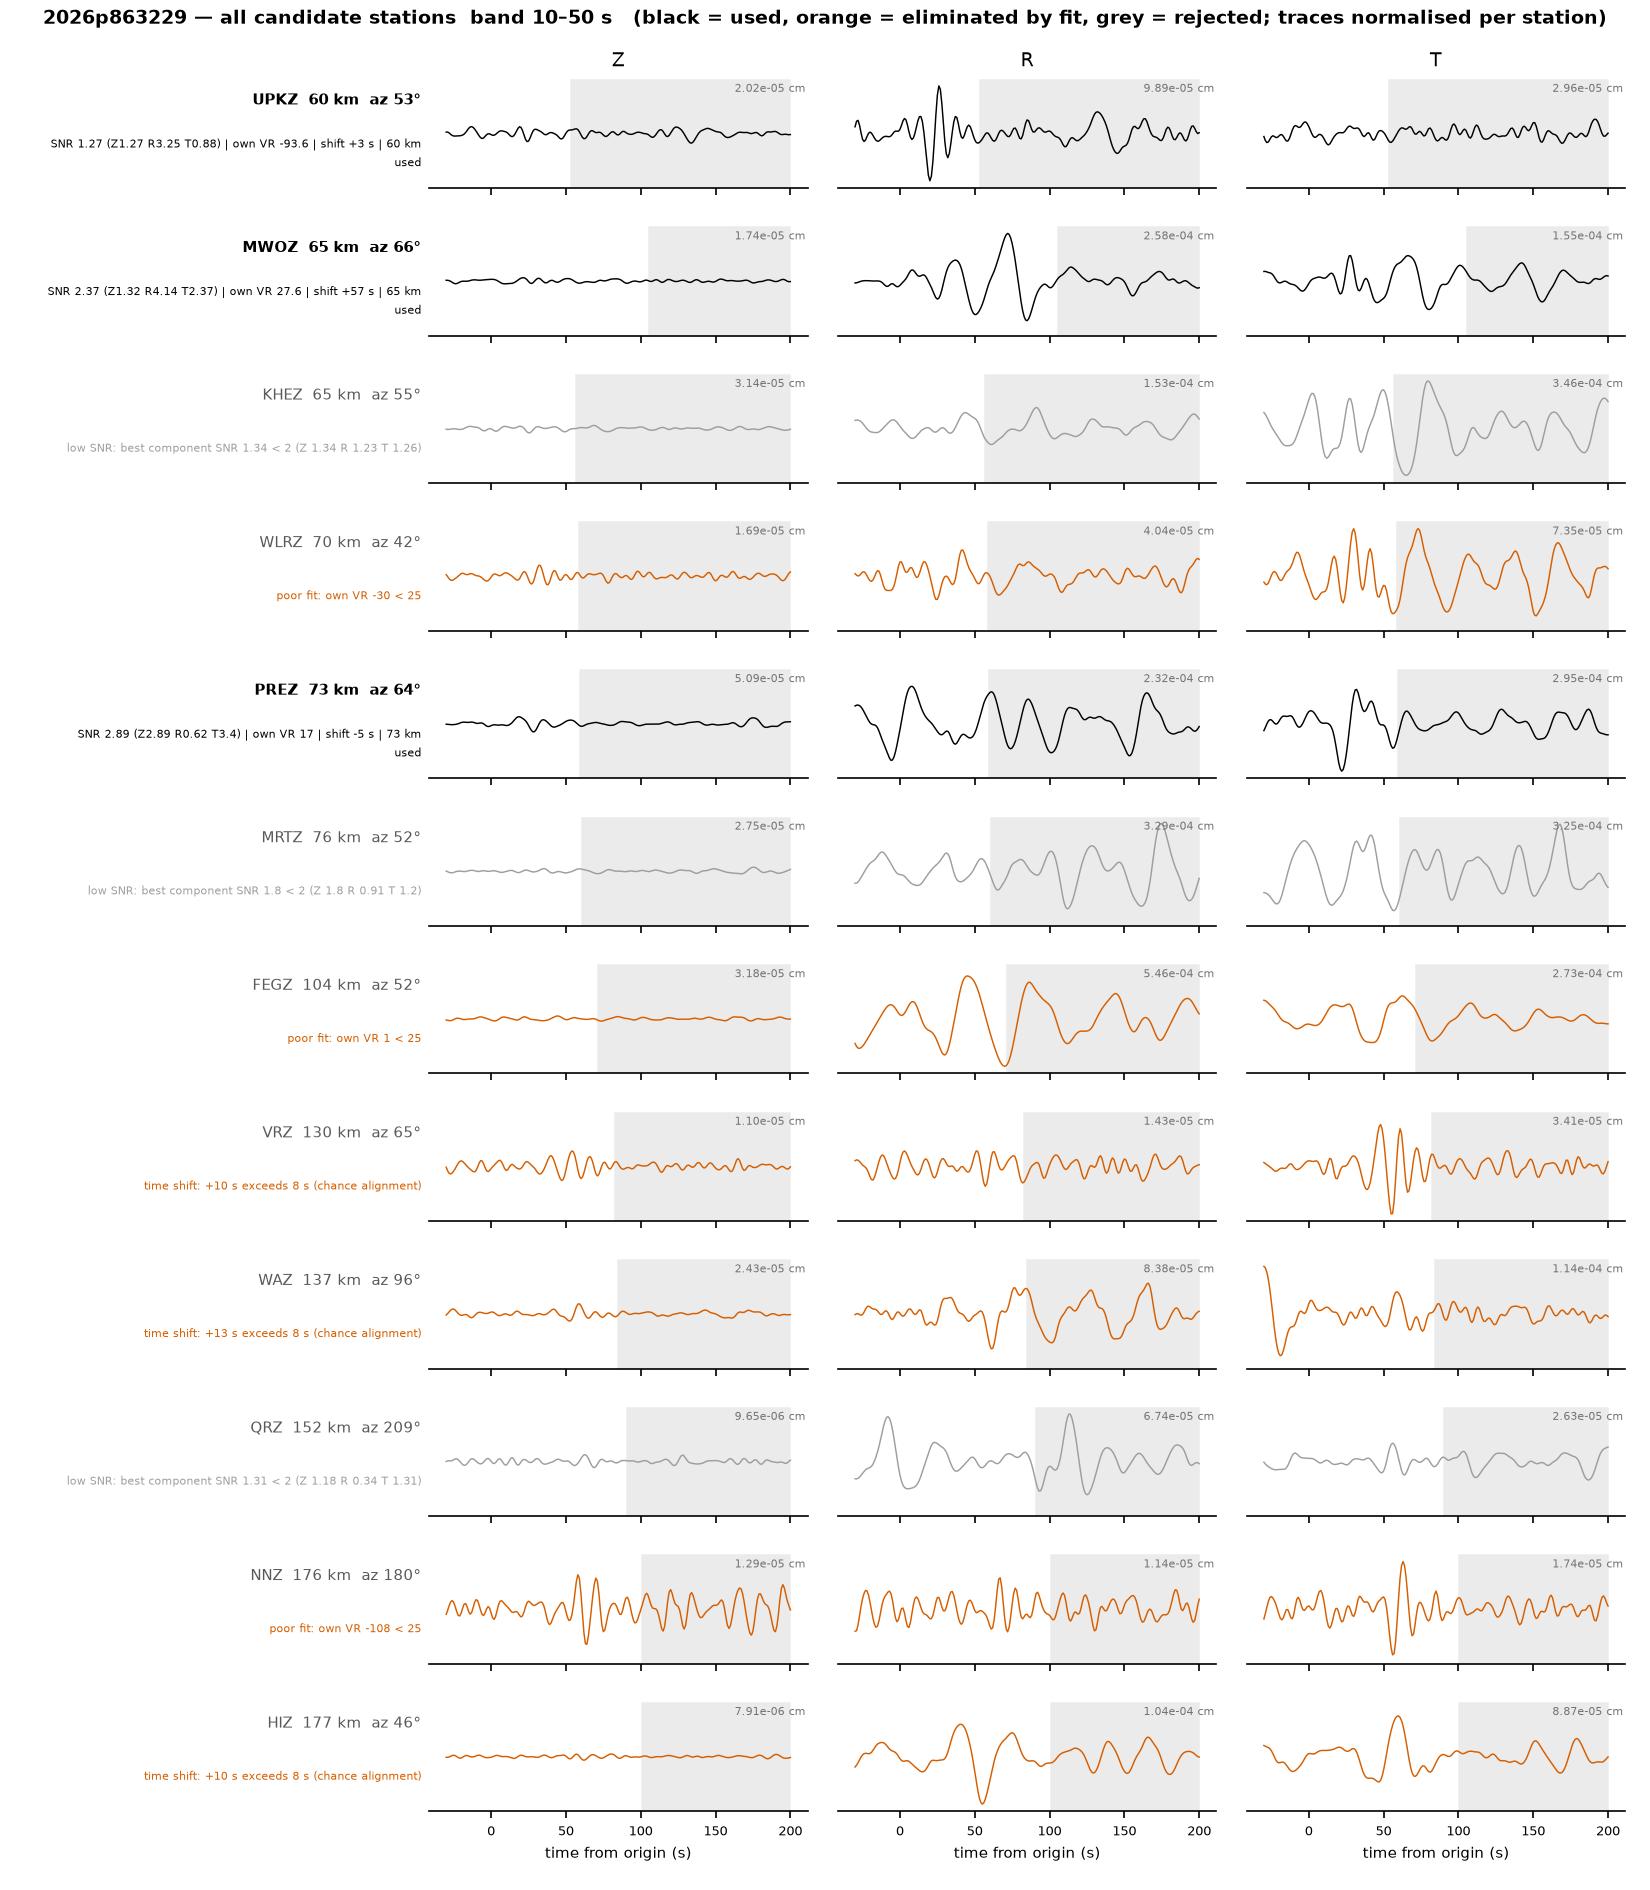 2026p863229 — all candidate stations  band 10–50 s   (black = used, orange = eliminated by fit, grey = rejected; traces normalised per station)
Z R T
UPKZ  60 km  az 53°
SNR 1.27 (Z1.27 R3.25 T0.88) | own VR -93.6 | shift +3 s | 60 km
used
2.02e-05 cm 9.89e-05 cm 2.96e-05 cm
MWOZ  65 km  az 66°
SNR 2.37 (Z1.32 R4.14 T2.37) | own VR 27.6 | shift +57 s | 65 km
used
1.74e-05 cm 2.58e-04 cm 1.55e-04 cm
KHEZ  65 km  az 55°
low SNR: best component SNR 1.34 < 2 (Z 1.34 R 1.23 T 1.26)
3.14e-05 cm 1.53e-04 cm 3.46e-04 cm
WLRZ  70 km  az 42°
poor fit: own VR -30 < 25
1.69e-05 cm 4.04e-05 cm 7.35e-05 cm
PREZ  73 km  az 64°
SNR 2.89 (Z2.89 R0.62 T3.4) | own VR 17 | shift -5 s | 73 km
used
5.09e-05 cm 2.32e-04 cm 2.95e-04 cm
MRTZ  76 km  az 52°
low SNR: best component SNR 1.8 < 2 (Z 1.8 R 0.91 T 1.2)
2.75e-05 cm 3.29e-04 cm 3.25e-04 cm
FEGZ  104 km  az 52°
poor fit: own VR 1 < 25
3.18e-05 cm 5.46e-04 cm 2.73e-04 cm
VRZ  130 km  az 65°
time shift: +10 s exceeds 8 s (chance alignment)
1.10e-05 cm 1.43e-05 cm 3.41e-05 cm
WAZ  137 km  az 96°
time shift: +13 s exceeds 8 s (chance alignment)
2.43e-05 cm 8.38e-05 cm 1.14e-04 cm
QRZ  152 km  az 209°
low SNR: best component SNR 1.31 < 2 (Z 1.18 R 0.34 T 1.31)
9.65e-06 cm 6.74e-05 cm 2.63e-05 cm
NNZ  176 km  az 180°
poor fit: own VR -108 < 25
1.29e-05 cm 1.14e-05 cm 1.74e-05 cm
HIZ  177 km  az 46°
time shift: +10 s exceeds 8 s (chance alignment)
7.91e-06 cm 1.04e-04 cm 8.87e-05 cm
0 50 100 150 200 0 50 100 150 200 0 50 100 150 200
time from origin (s) time from origin (s) time from origin (s)